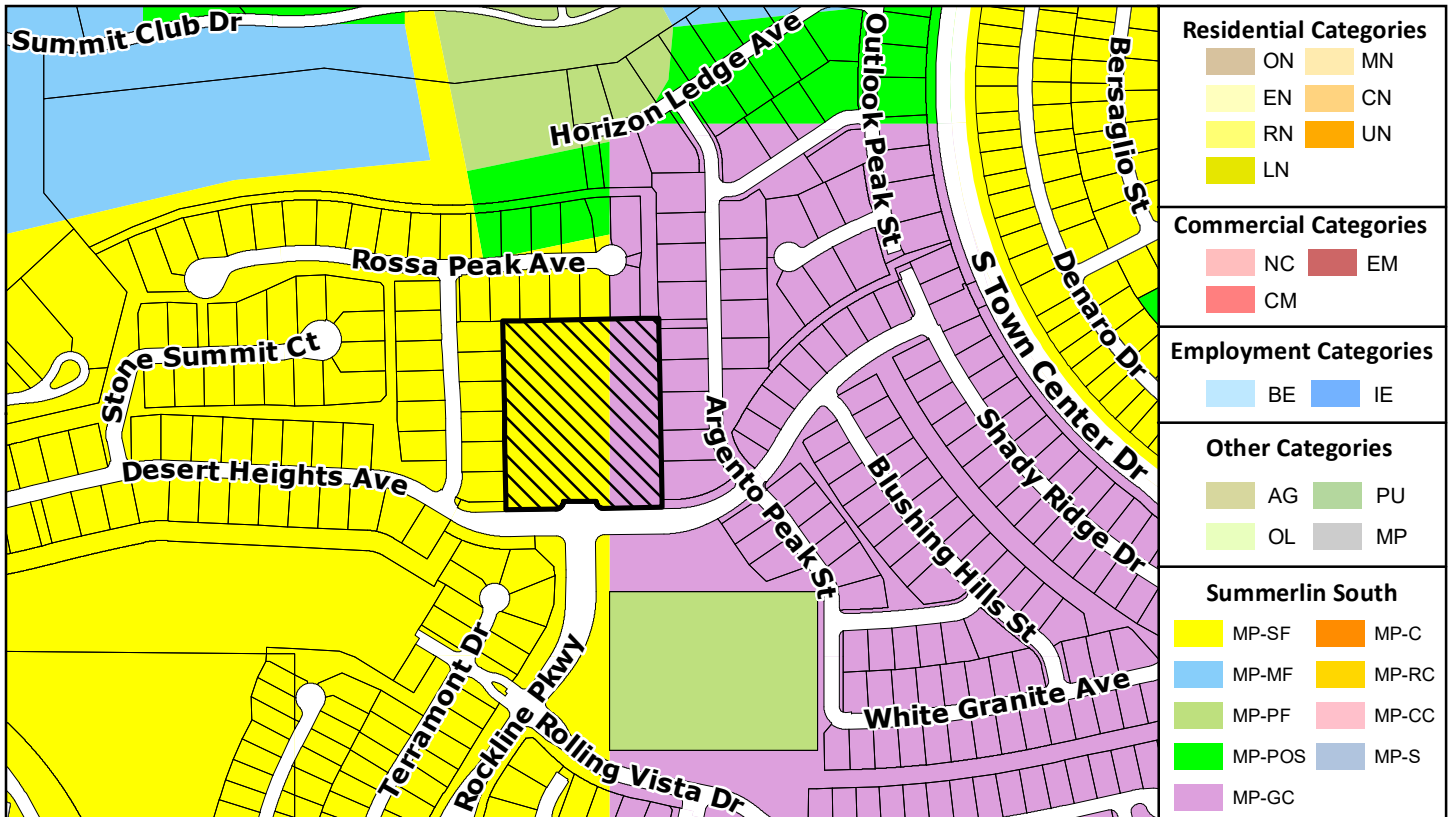 Summit Club Dr
Horizon Ledge Ave
Outlook Peak St
Bersaglio St
Rossa Peak Ave
Stone Summit Ct
S Town Center Dr
Denaro Dr
Desert Heights Ave
Argento Peak St
Shady Ridge Dr
Blushing Hills St
Terramont Dr
Rockline Pkwy
Rolling Vista Dr
White Granite Ave
Residential Categories
ON MN
EN CN
RN UN
LN
Commercial Categories
NC EM
CM
Employment Categories
BE IE
Other Categories
AG PU
OL MP
Summerlin South
MP-SF MP-C
MP-MF MP-RC
MP-PF MP-CC
MP-POS MP-S
MP-GC